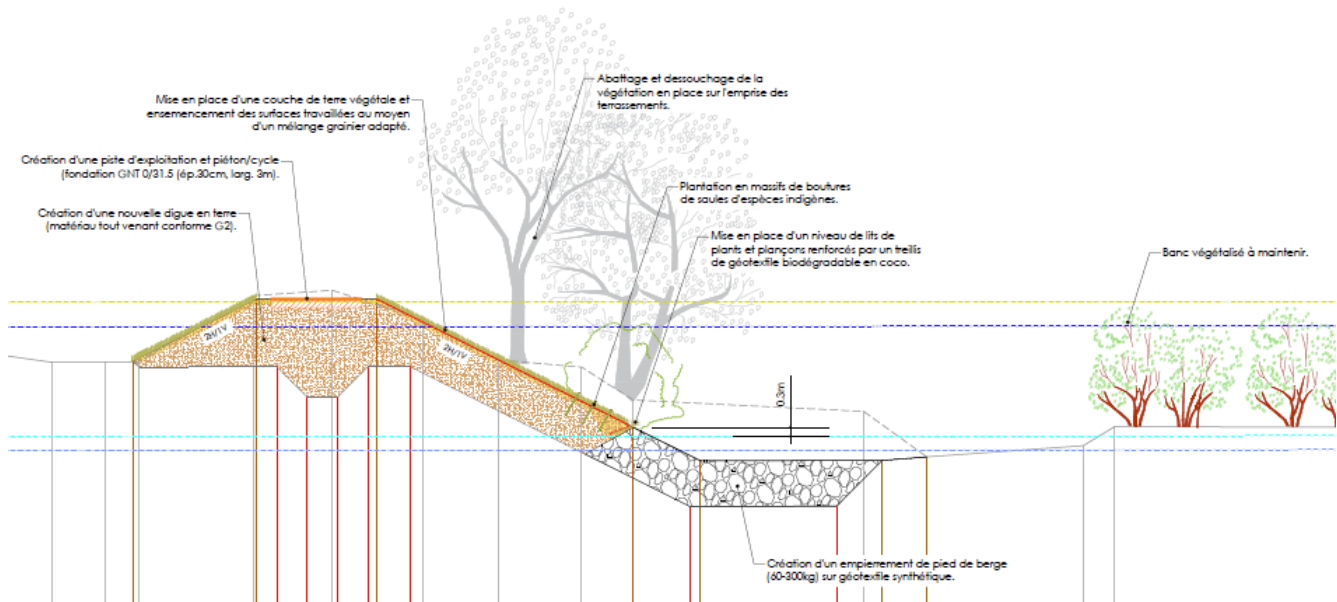 Abattage et dessouchage de la
végétation en place sur l'emprise des
terrassements.
Mise en place d'une couche de terre végétale et
ensemencement des surfaces travaillées au moyen
d'un mélange grainier adapté.
Création d'une piste d'exploitation et piéton/cycle
(fondation GNT 0/31.5 (ép.30cm, larg. 3m).
Création d'une nouvelle digue en terre
(matériau tout venant conforme G2).
Plantation en massifs de boutures
de saules d'espèces indigènes.
Mise en place d'un niveau de lits de
plants et plançons renforcés par un treillis
de géotextile biodégradable en coco.
Banc végétalisé à maintenir.
2H/1V
2H/1V
0.3m
Création d'un empierrement de pied de berge
(60-300kg) sur géotextile synthétique.